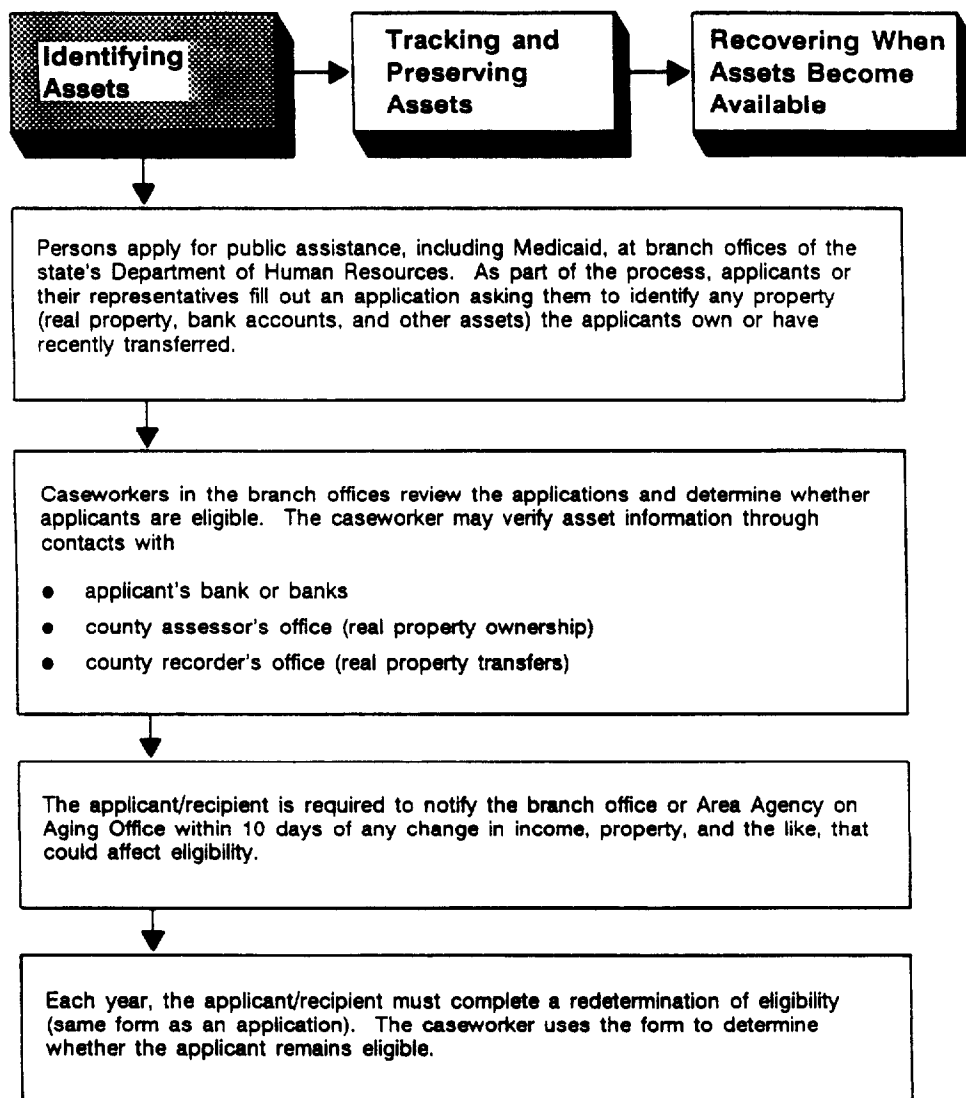 Identifying
Assets
Tracking and
Preserving
Assets
Recovering When
Assets Become
Available
Persons apply for public assistance, including Medicaid, at branch offices of the
state's Department of Human Resources. As part of the process, applicants or
their representatives fill out an application asking them to identify any property
(real property, bank accounts, and other assets) the applicants own or have
recently transferred.
Caseworkers in the branch offices review the applications and determine whether
applicants are eligible. The caseworker may verify asset information through
contacts with
● applicant's bank or banks
● county assessor's office (real property ownership)
● county recorder's office (real property transfers)
The applicant/recipient is required to notify the branch office or Area Agency on
Aging Office within 10 days of any change in income, property, and the like, that
could affect eligibility.
Each year, the applicant/recipient must complete a redetermination of eligibility
(same form as an application). The caseworker uses the form to determine
whether the applicant remains eligible.